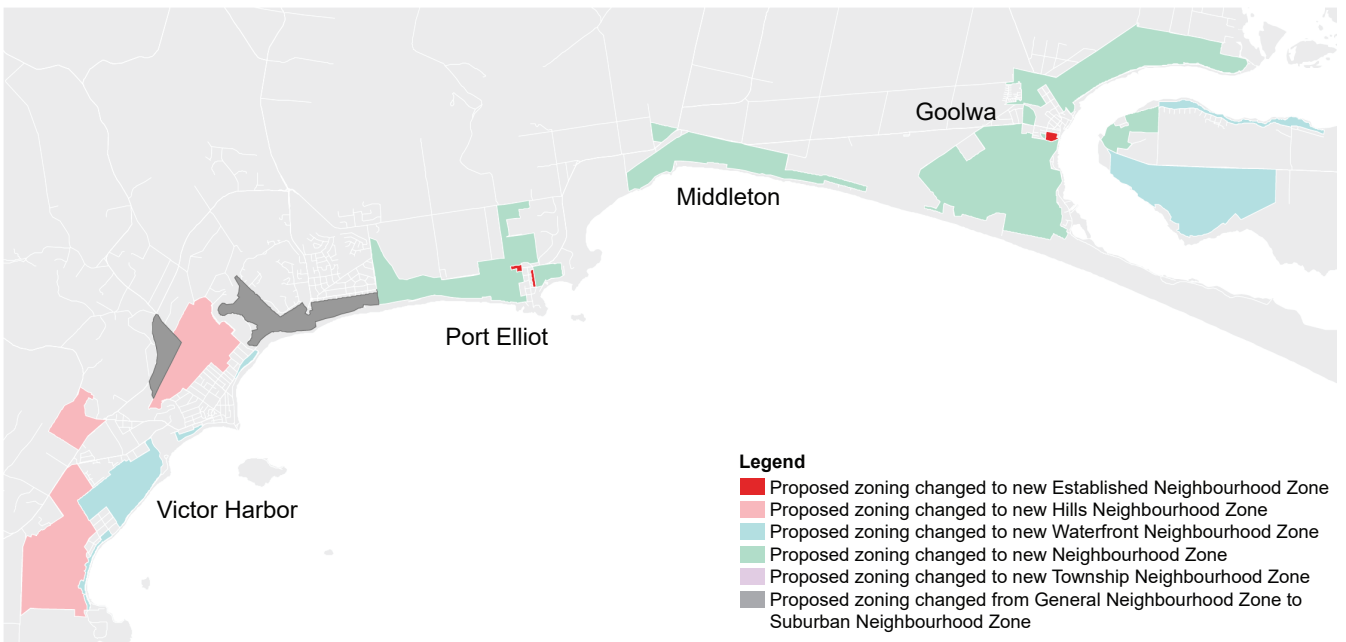 Goolwa
Middleton
Port Elliot
Victor Harbor
Legend
Proposed zoning changed to new Established Neighbourhood Zone
Proposed zoning changed to new Hills Neighbourhood Zone
Proposed zoning changed to new Waterfront Neighbourhood Zone
Proposed zoning changed to new Neighbourhood Zone
Proposed zoning changed to new Township Neighbourhood Zone
Proposed zoning changed from General Neighbourhood Zone to
Suburban Neighbourhood Zone